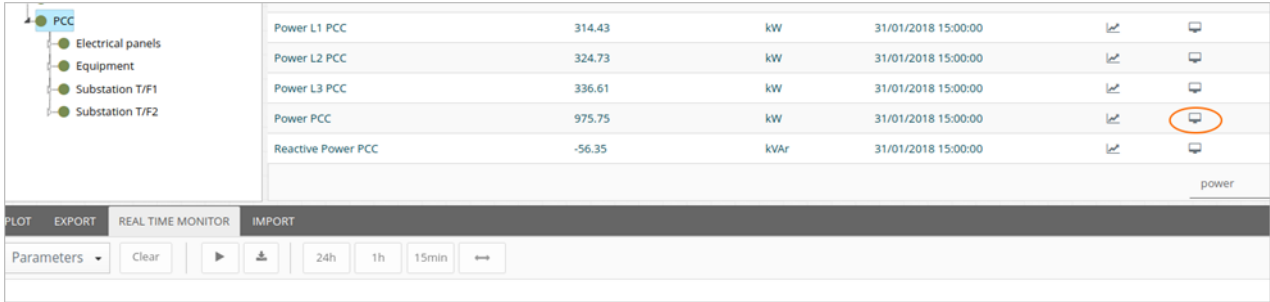 PCC
Electrical panels
Equipment
Substation T/F1
Substation T/F2
Power L1 PCC 314.43 kW 31/01/2018 15:00:00
Power L2 PCC 324.73 kW 31/01/2018 15:00:00
Power L3 PCC 336.61 kW 31/01/2018 15:00:00
Power PCC 975.75 kW 31/01/2018 15:00:00
Reactive Power PCC -56.35 kVAr 31/01/2018 15:00:00
power
PLOT EXPORT REAL TIME MONITOR IMPORT
Parameters Clear 24h 1h 15min